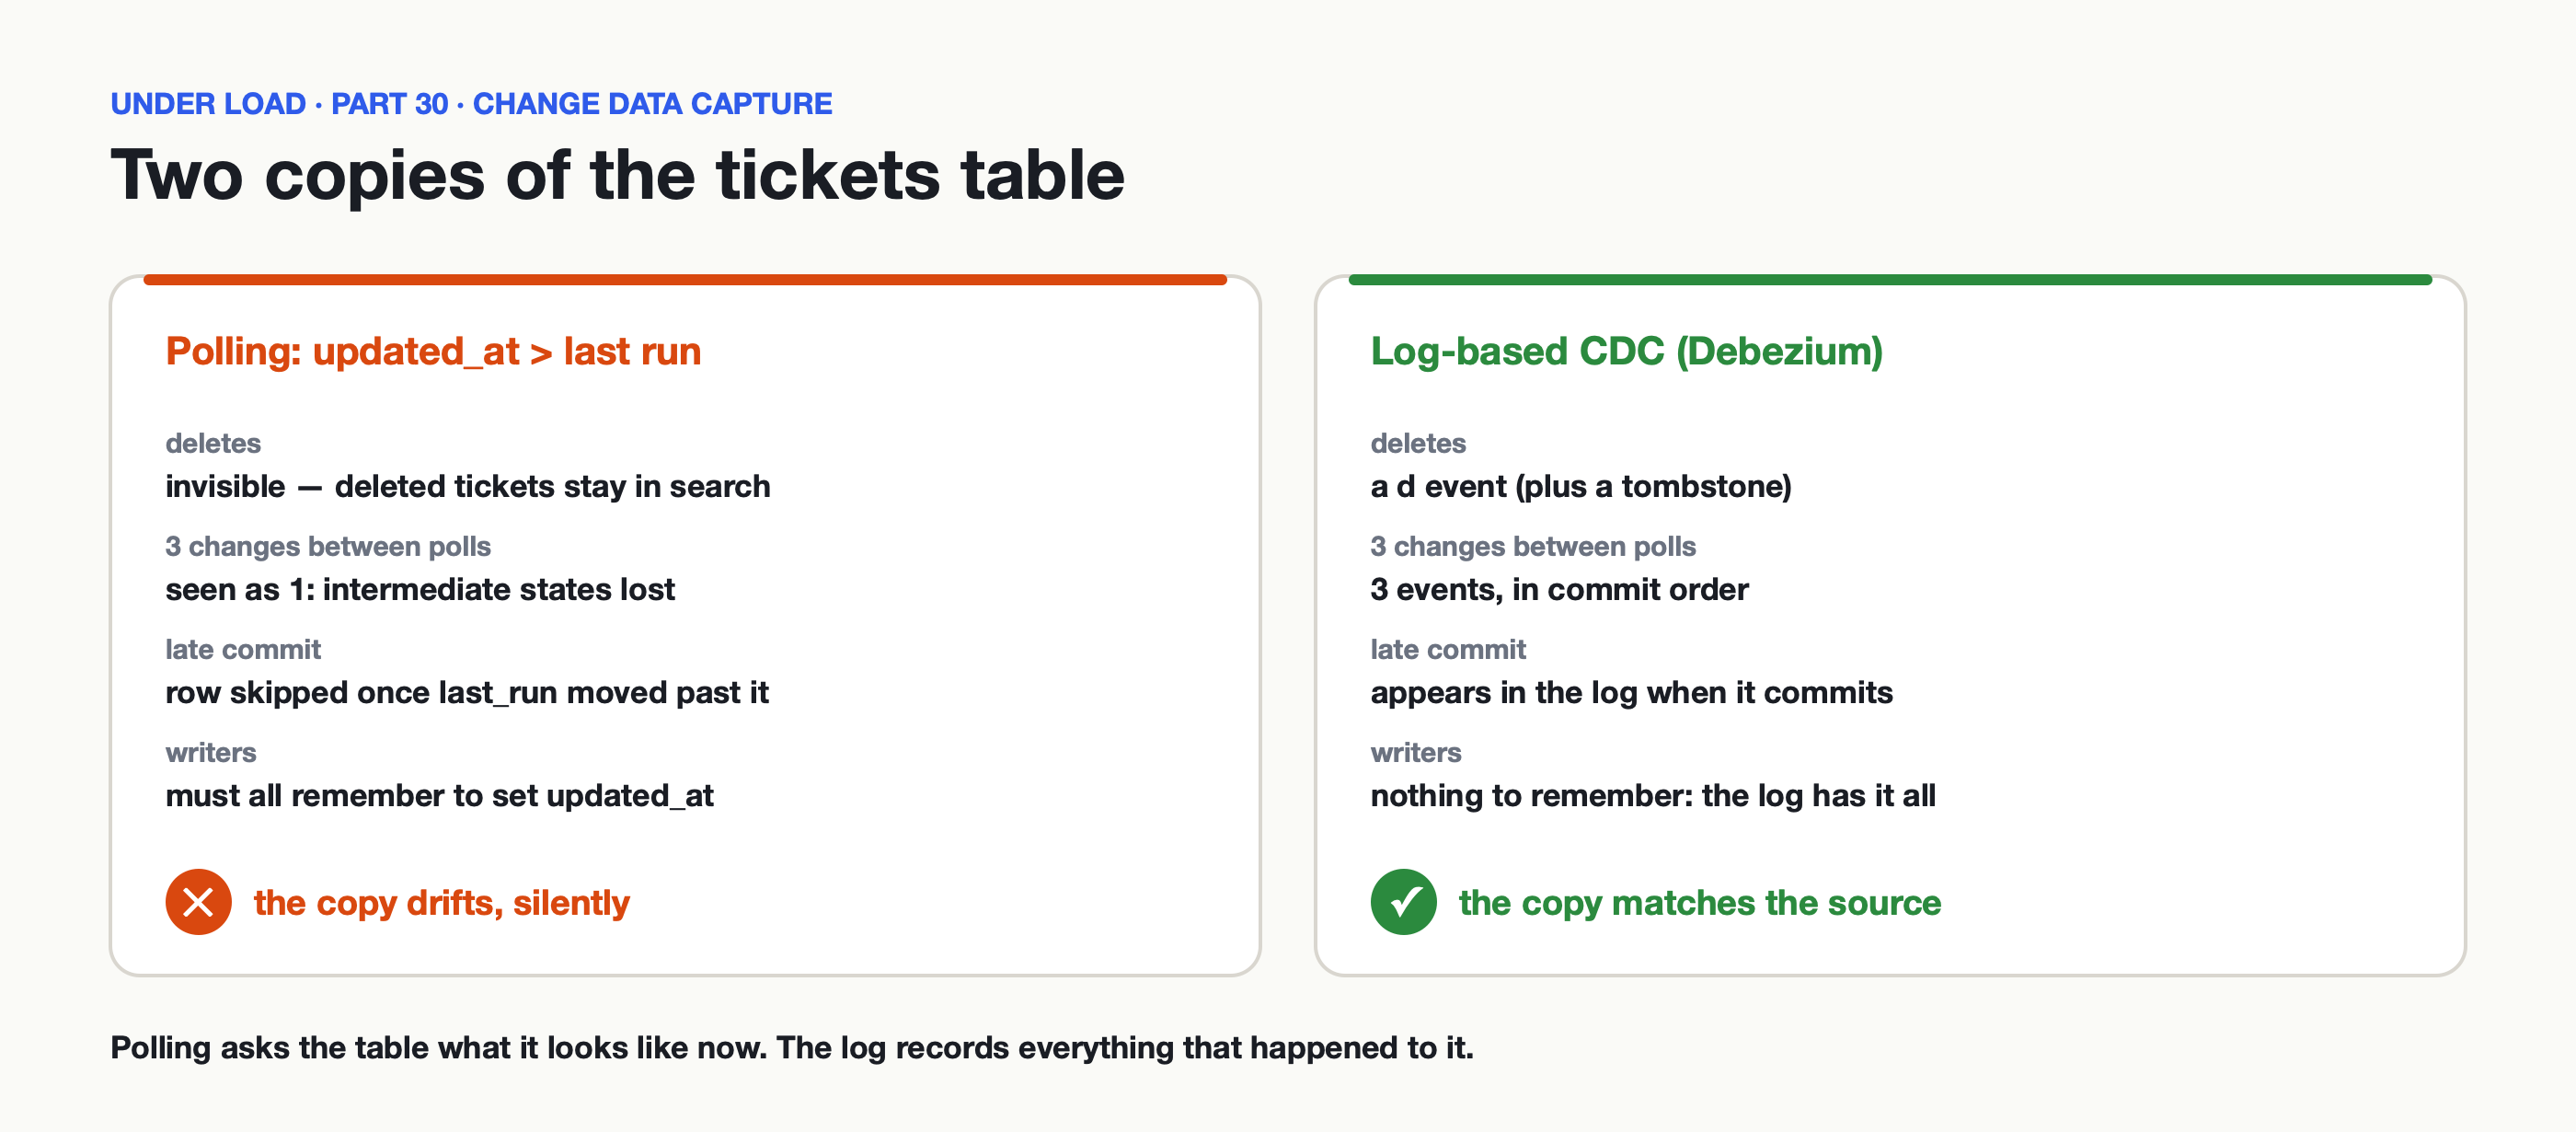 UNDER LOAD · PART 30 · CHANGE DATA CAPTURE
Two copies of the tickets table
Polling: updated_at > last run
deletes
invisible — deleted tickets stay in search
3 changes between polls
seen as 1: intermediate states lost
late commit
row skipped once last_run moved past it
writers
must all remember to set updated_at
the copy drifts, silently
Log-based CDC (Debezium)
deletes
a d event (plus a tombstone)
3 changes between polls
3 events, in commit order
late commit
appears in the log when it commits
writers
nothing to remember: the log has it all
the copy matches the source
Polling asks the table what it looks like now. The log records everything that happened to it.